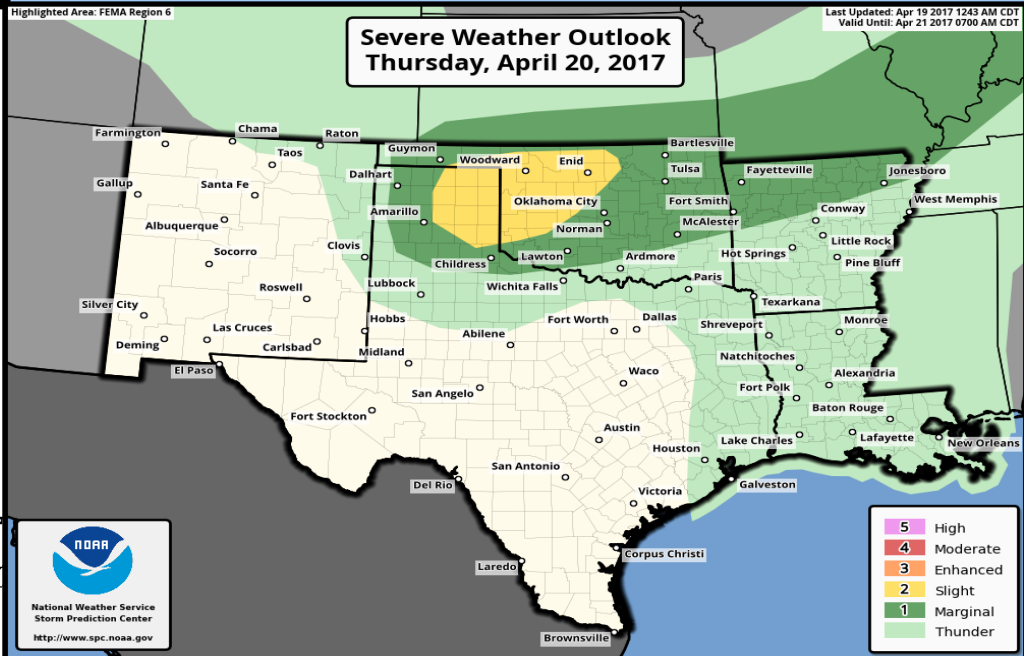 Highlighted Area: FEMA Region 6
Last Updated: Apr 19 2017 1243 AM CDT
Valid Until: Apr 21 2017 0700 AM CDT
Severe Weather Outlook
Thursday, April 20, 2017
Farmington
Chama
Raton
Taos
Guymon
Woodward
Enid
Bartlesville
Tulsa
Fayetteville
Jonesboro
Gallup
Santa Fe
Dalhart
Oklahoma City
Fort Smith
West Memphis
Albuquerque
Amarillo
Norman
McAlester
Conway
Socorro
Clovis
Childress
Lawton
Ardmore
Hot Springs
Little Rock
Pine Bluff
Roswell
Lubbock
Wichita Falls
Paris
Texarkana
Silver City
Las Cruces
Hobbs
Abilene
Fort Worth
Dallas
Shreveport
Monroe
Deming
Carlsbad
Midland
Natchitoches
El Paso
San Angelo
Waco
Fort Polk
Alexandria
Fort Stockton
Austin
Baton Rouge
Houston
Lake Charles
Lafayette
New Orleans
San Antonio
Del Rio
Victoria
Galveston
Laredo
Corpus Christi
Brownsville
NOAA
National Weather Service
Storm Prediction Center
http://www.spc.noaa.gov
5 High
4 Moderate
3 Enhanced
2 Slight
1 Marginal
Thunder